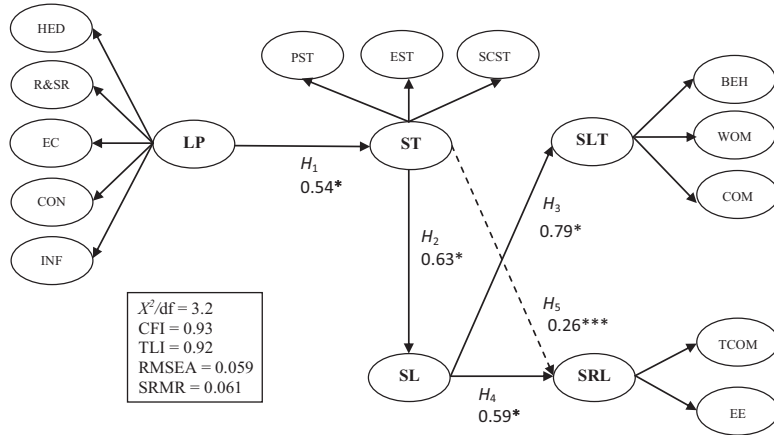 HED
R&SR
EC
CON
INF
LP
PST
EST
SCST
ST
SLT
BEH
WOM
COM
H1
0.54*
H2
0.63*
H3
0.79*
H5
0.26***
X2/df = 3.2
CFI = 0.93
TLI = 0.92
RMSEA = 0.059
SRMR = 0.061
SL
H4
0.59*
SRL
TCOM
EE